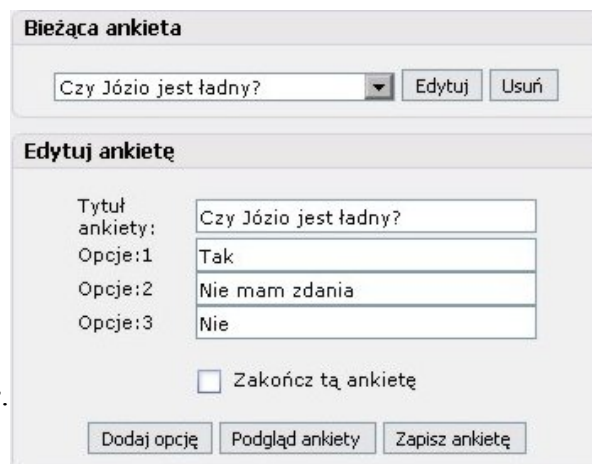 Bieżąca ankieta
Czy Józio jest ładny? Edytuj Usuń
Edytuj ankietę
Tytuł
ankiety: Czy Józio jest ładny?
Opcje:1 Tak
Opcje:2 Nie mam zdania
Opcje:3 Nie
Zakończ tą ankietę
Dodaj opcję Podgląd ankiety Zapisz ankietę